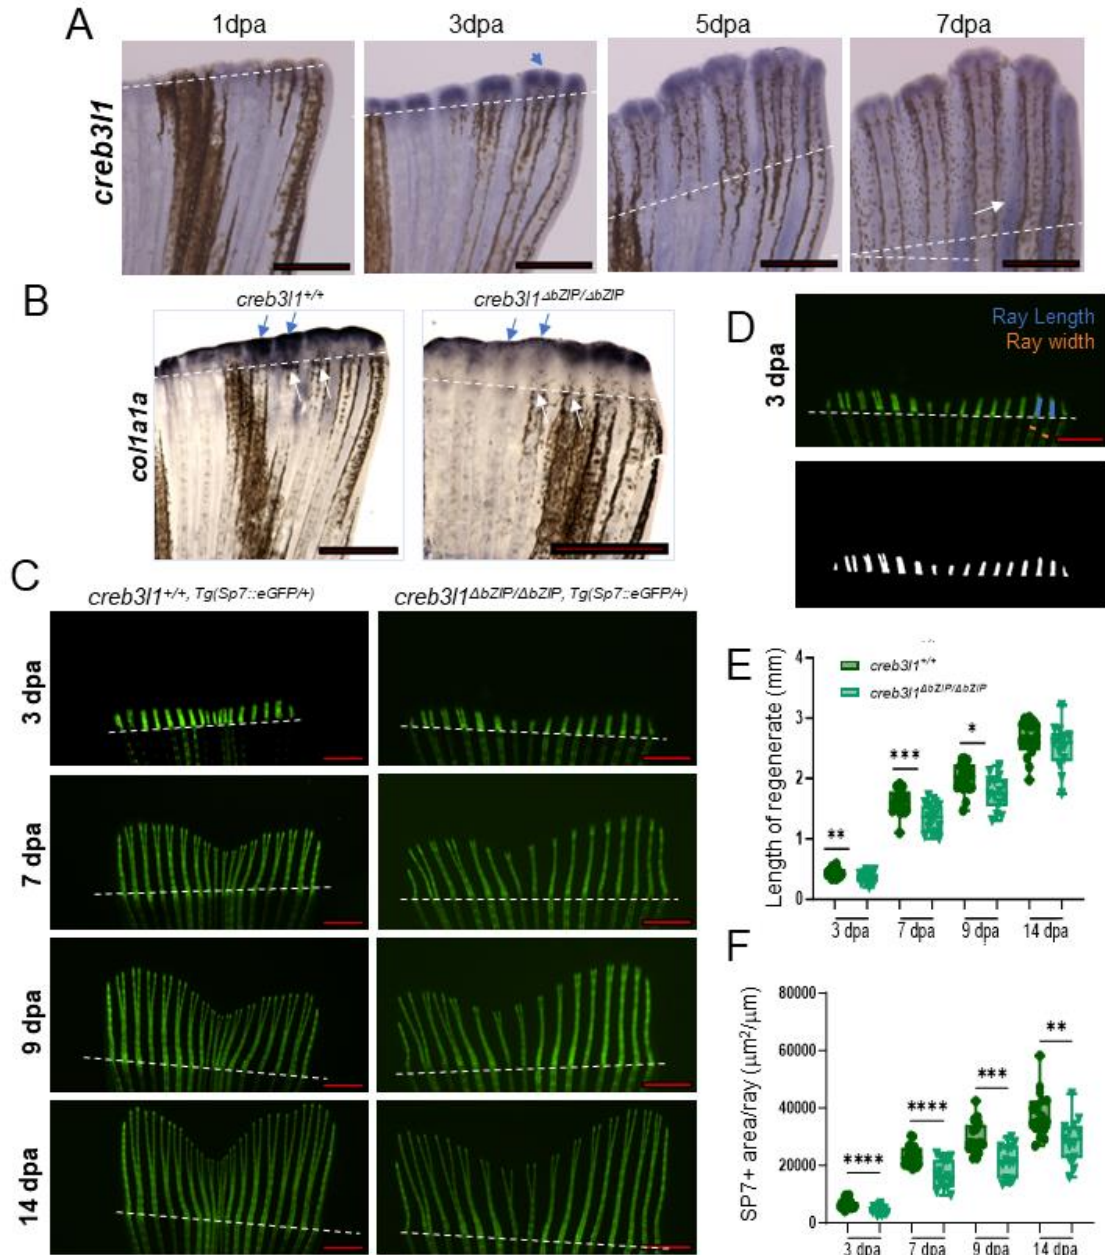 A
1dpa 3dpa 5dpa 7dpa
creb3l1
B
creb3l1+/+ creb3l1ΔbZIP/ΔbZIP
col1a1a
C
creb3l1+/+, Tg(Sp7::eGFP/+) creb3l1ΔbZIP/ΔbZIP, Tg(Sp7::eGFP/+)
3 dpa
7 dpa
9 dpa
14 dpa
D
3 dpa
Ray Length
Ray width
E
Length of regenerate (mm)
4
3
2
1
0
creb3l1+/+
creb3l1ΔbZIP/ΔbZIP
** *** *
3 dpa 7 dpa 9 dpa 14 dpa
F
SP7+ area/ray (μm2/μm)
80000
60000
40000
20000
0
**** **** *** **
3 dpa 7 dpa 9 dpa 14 dpa